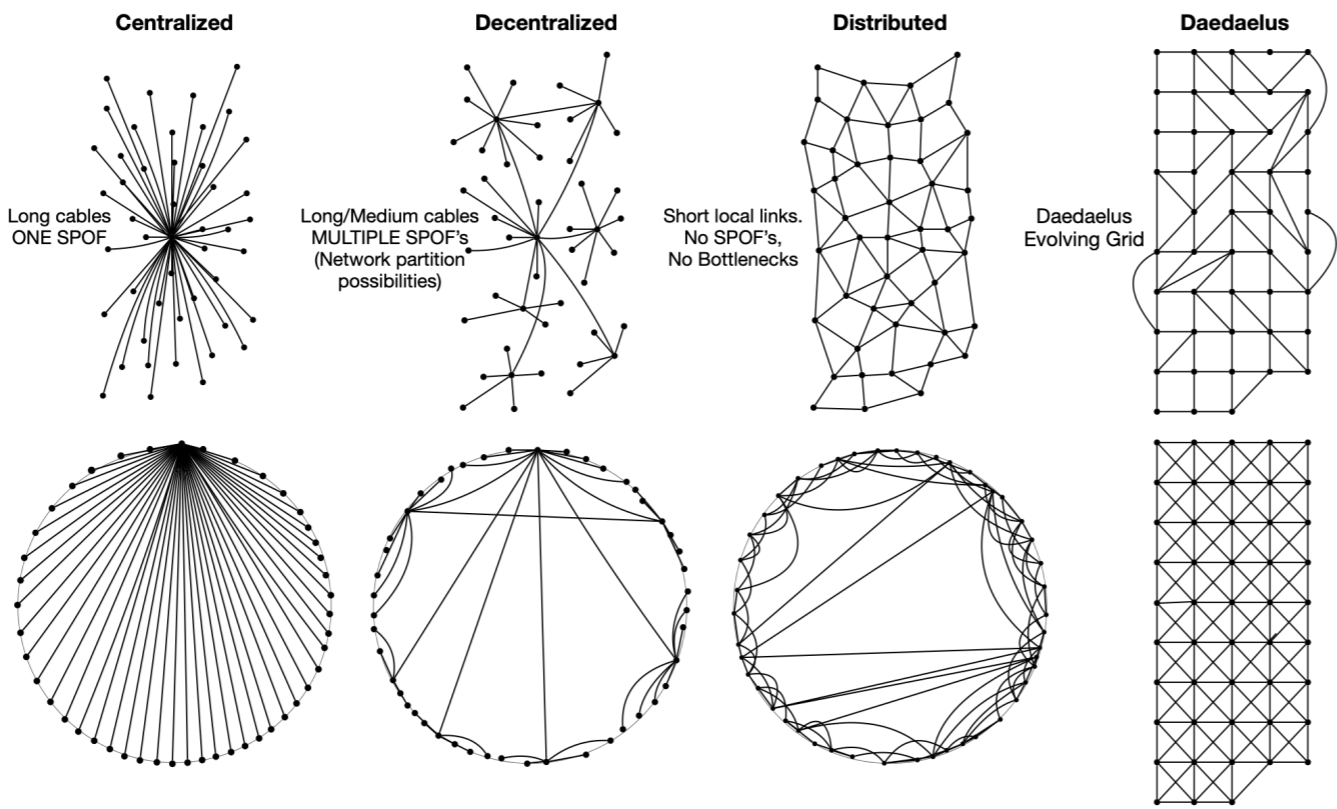 Centralized
Decentralized
Distributed
Daedaelus
Long cables
ONE SPOF
Long/Medium cables
MULTIPLE SPOF's
(Network partition
possibilities)
Short local links.
No SPOF's,
No Bottlenecks
Daedaelus
Evolving Grid